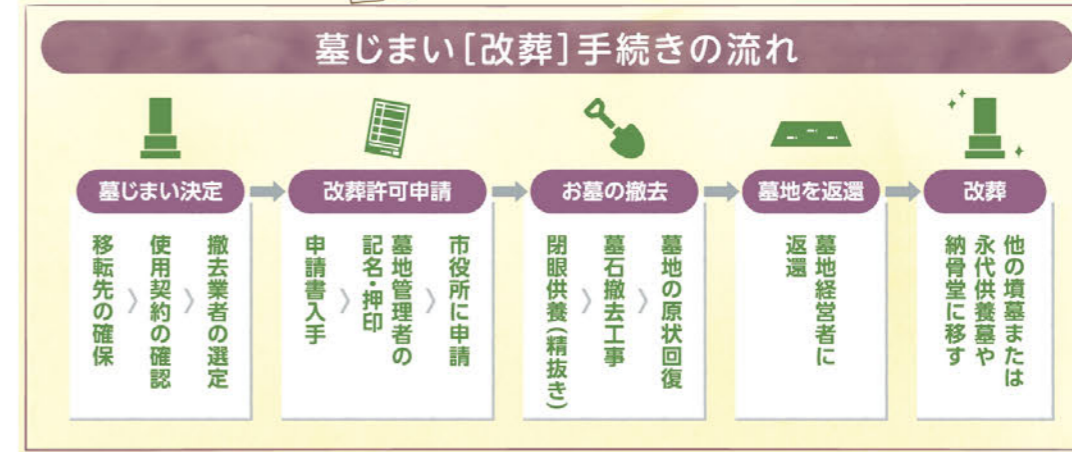 墓じまい[改葬]手続きの流れ
墓じまい決定
移転先の確保
使用契約の確認
撤去業者の選定
改葬許可申請
申請書入手
墓地管理者の
記名・押印
市役所に申請
お墓の撤去
閉眼供養(精抜き)
墓石撤去工事
墓地の原状回復
墓地を返還
墓地経営者に
返還
改葬
他の墳墓または
永代供養墓や
納骨堂に移す